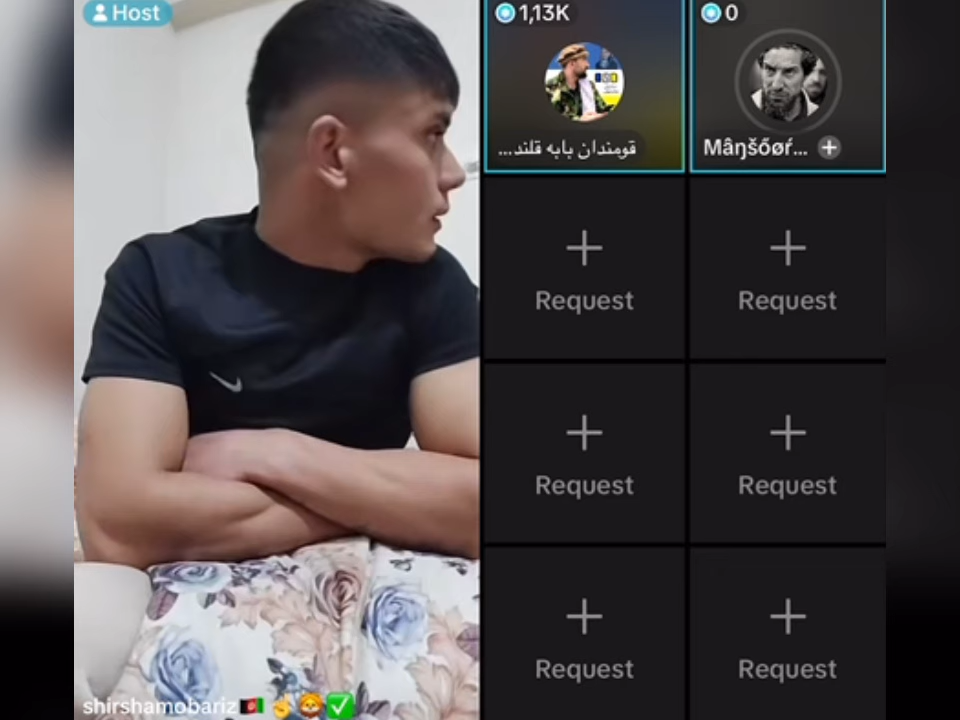 Host
1,13K
0
قومندان بابه قلند...
Mâŋšőøŕ...
Request
Request
Request
Request
Request
Request
shirshamobariz